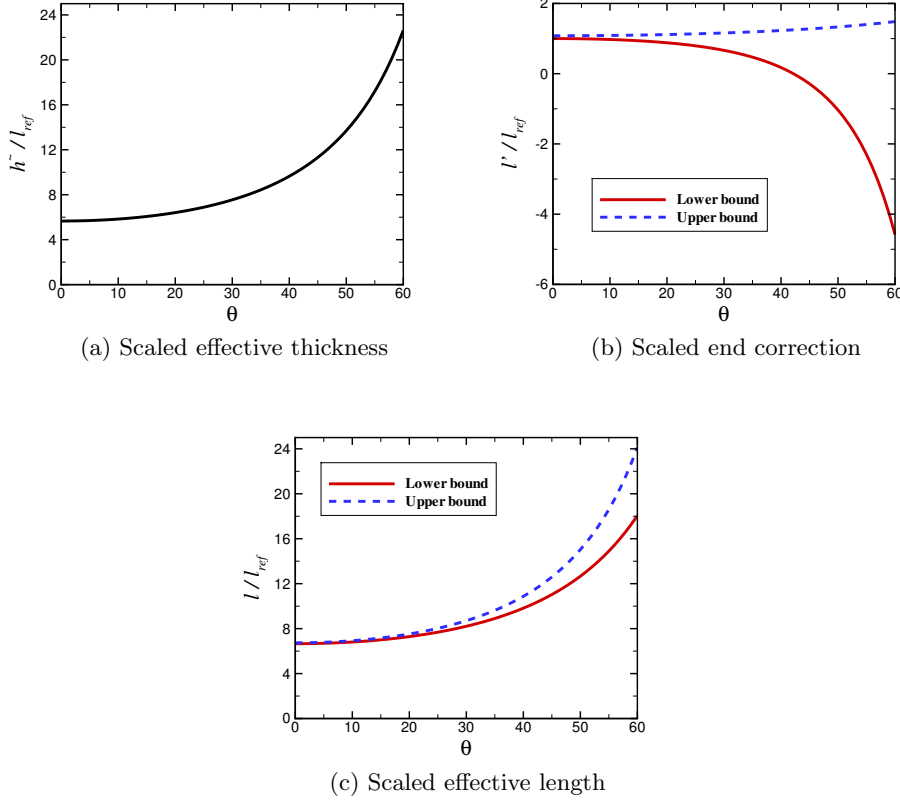 24
20
16
12
8
4
0
h˜ / l_ref
0 10 20 30 40 50 60
θ
(a) Scaled effective thickness
2
0
-2
-4
-6
l’ / l_ref
Lower bound
Upper bound
0 10 20 30 40 50 60
θ
(b) Scaled end correction
24
20
16
12
8
4
0
l / l_ref
Lower bound
Upper bound
0 10 20 30 40 50 60
θ
(c) Scaled effective length